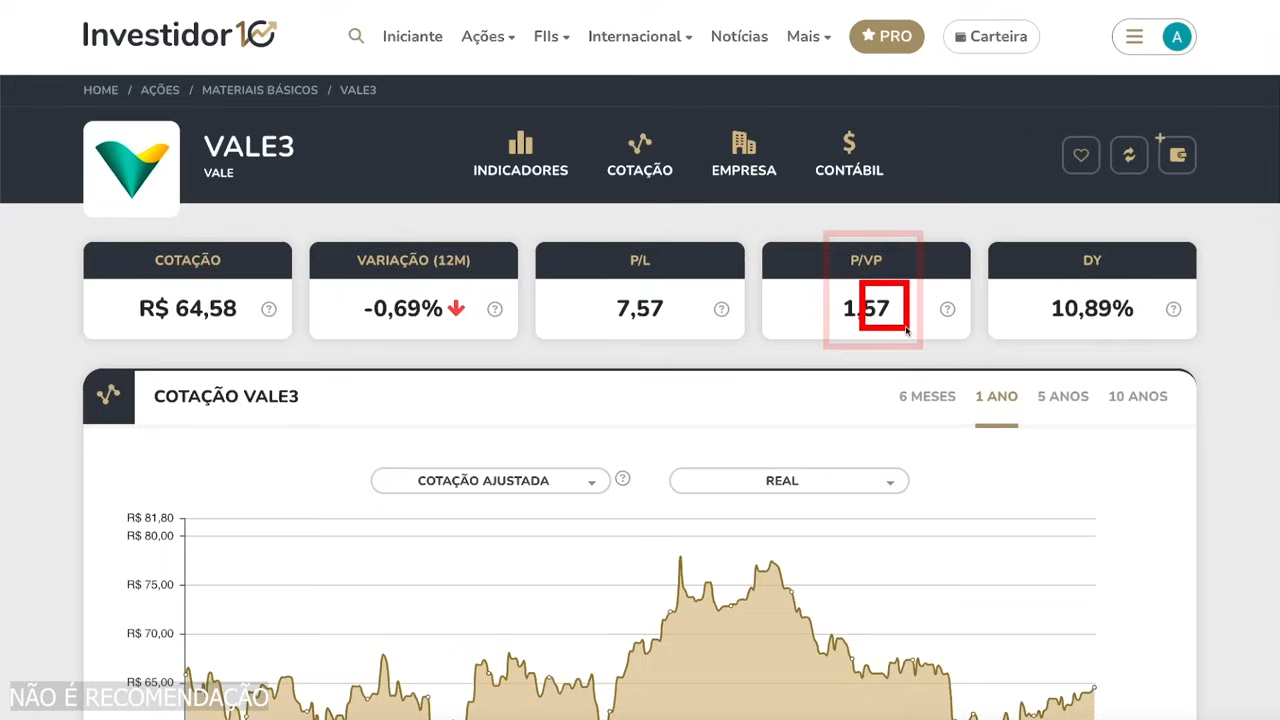 Investidor10
Iniciante Ações FIIs Internacional Notícias Mais PRO Carteira A
HOME / AÇÕES / MATERIAIS BÁSICOS / VALE3
VALE3
VALE
INDICADORES COTAÇÃO EMPRESA CONTÁBIL
COTAÇÃO VARIAÇÃO (12M) P/L P/VP DY
R$ 64,58 ? -0,69% ? 7,57 ? 1,57 ? 10,89% ?
COTAÇÃO VALE3
6 MESES 1 ANO 5 ANOS 10 ANOS
COTAÇÃO AJUSTADA ? REAL
R$ 81,80
R$ 80,00
R$ 75,00
R$ 70,00
R$ 65,00
NÃO É RECOMENDAÇÃO